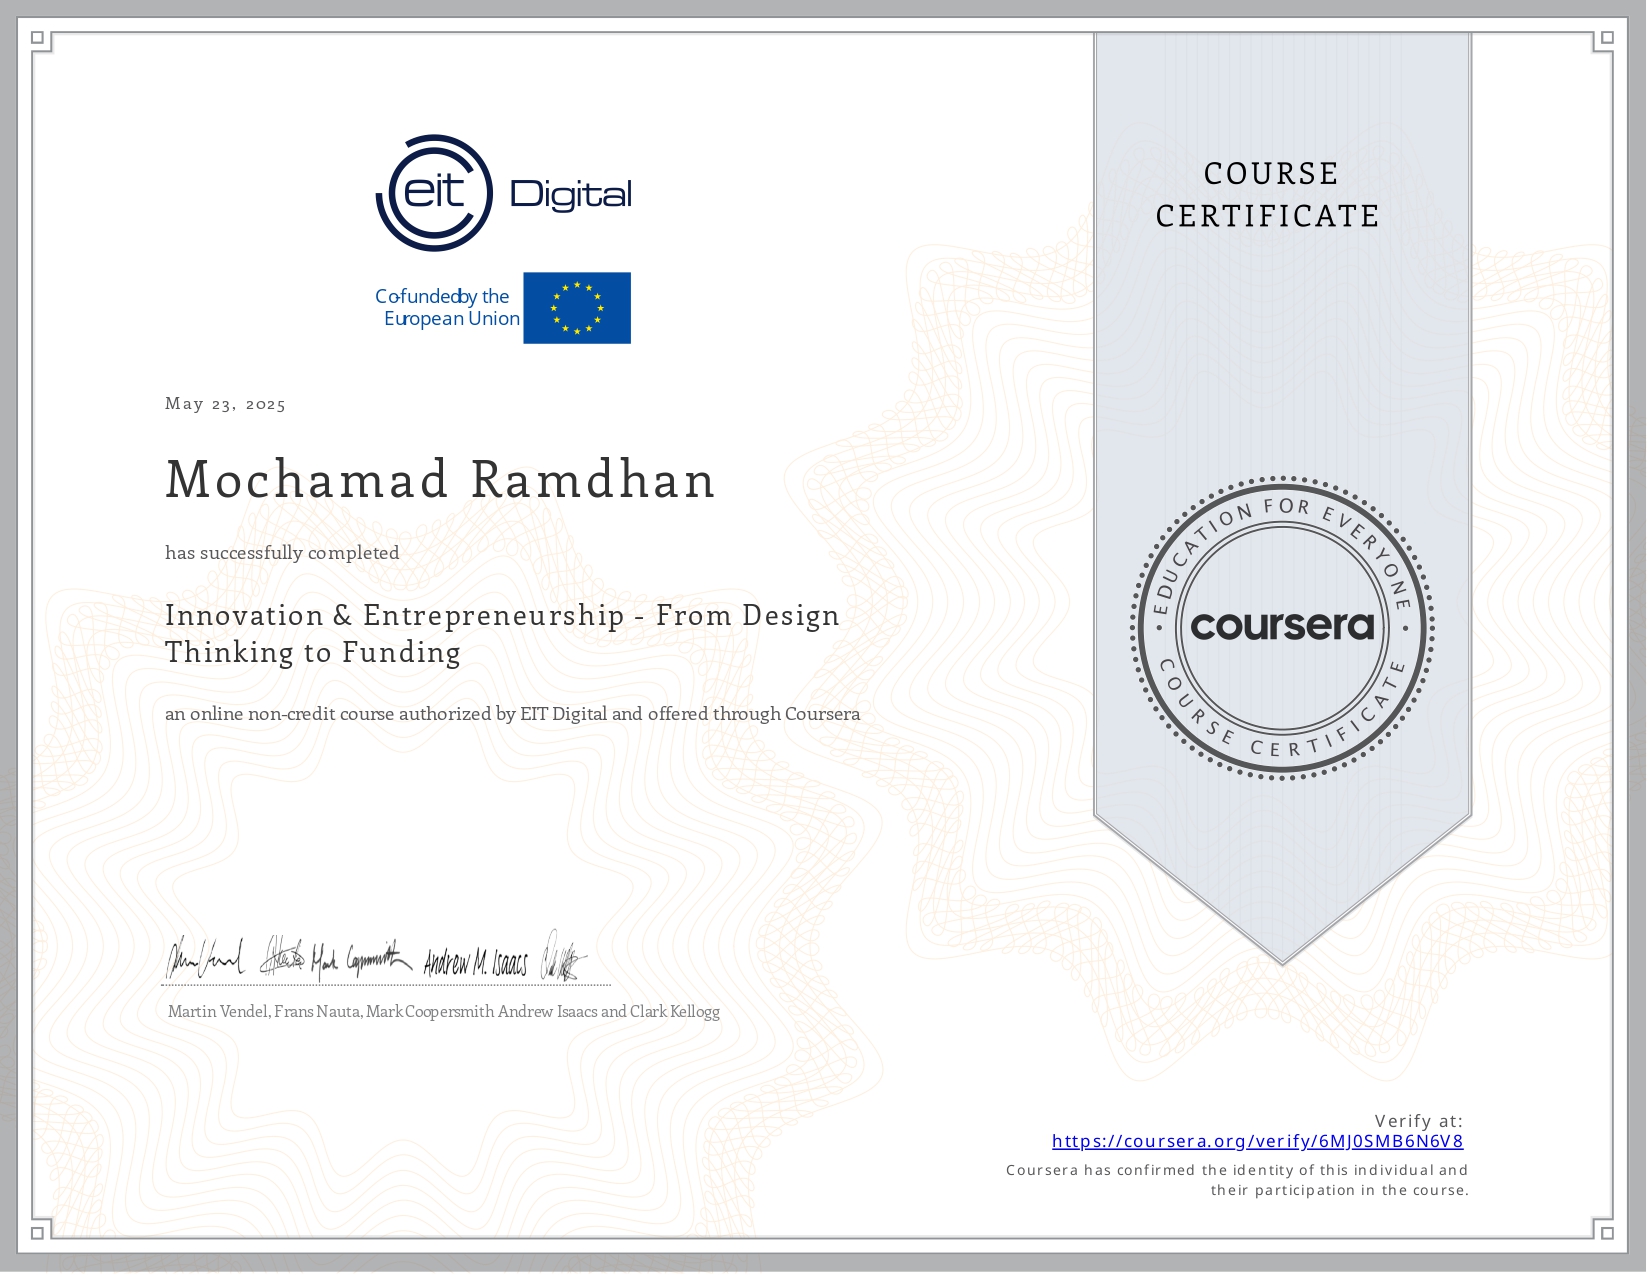 eit Digital
Co-funded by the
European Union
May 23, 2025
Mochamad Ramdhan
has successfully completed
Innovation & Entrepreneurship - From Design
Thinking to Funding
an online non-credit course authorized by EIT Digital and offered through Coursera
Andrew M. Isaacs
Martin Vendel, Frans Nauta, Mark Coopersmith Andrew Isaacs and Clark Kellogg
COURSE
CERTIFICATE
• EDUCATION FOR EVERYONE •
coursera
COURSE CERTIFICATE
Verify at:
https://coursera.org/verify/6MJ0SMB6N6V8
Coursera has confirmed the identity of this individual and
their participation in the course.